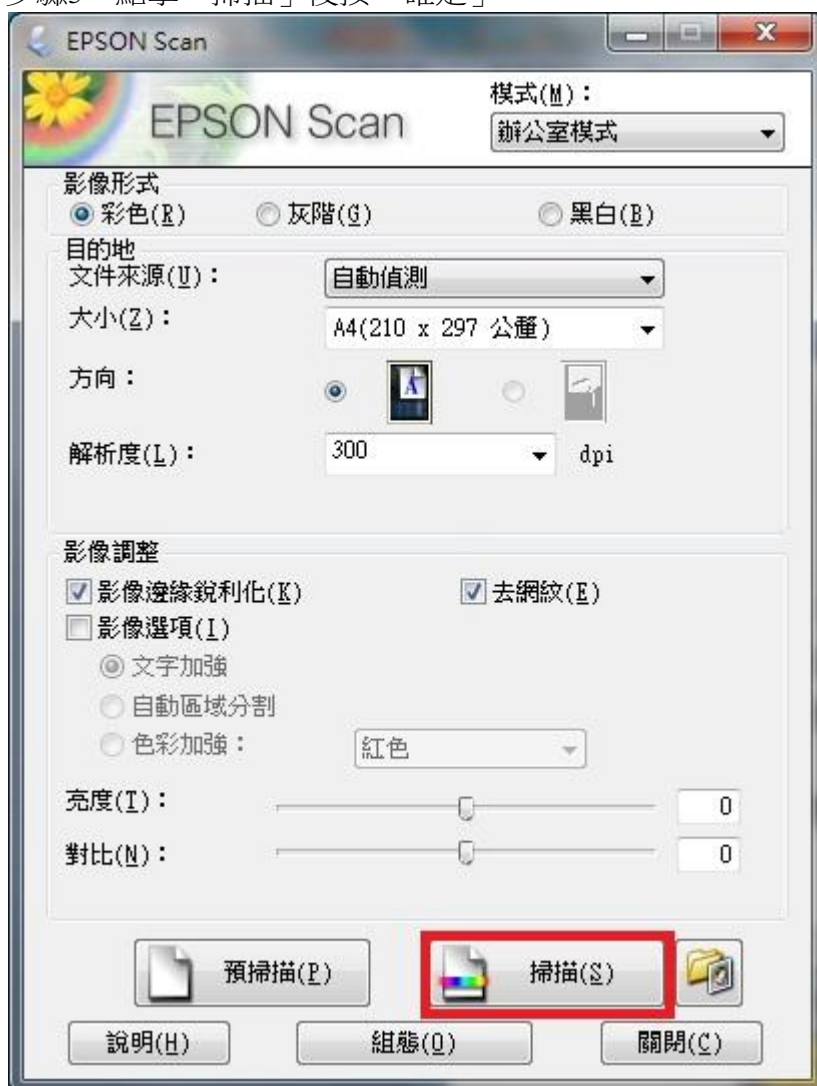 EPSON Scan
EPSON Scan
模式(M)：
辦公室模式
影像形式
彩色(R) 灰階(G) 黑白(B)
目的地
文件來源(U)： 自動偵測
大小(Z)： A4(210 x 297 公釐)
方向：
解析度(L)： 300 dpi
影像調整
影像邊緣銳利化(K) 去網紋(E)
影像選項(I)
文字加強
自動區域分割
色彩加強： 紅色
亮度(T)： 0
對比(N)： 0
預掃描(P) 掃描(S)
說明(H) 組態(O) 關閉(C)